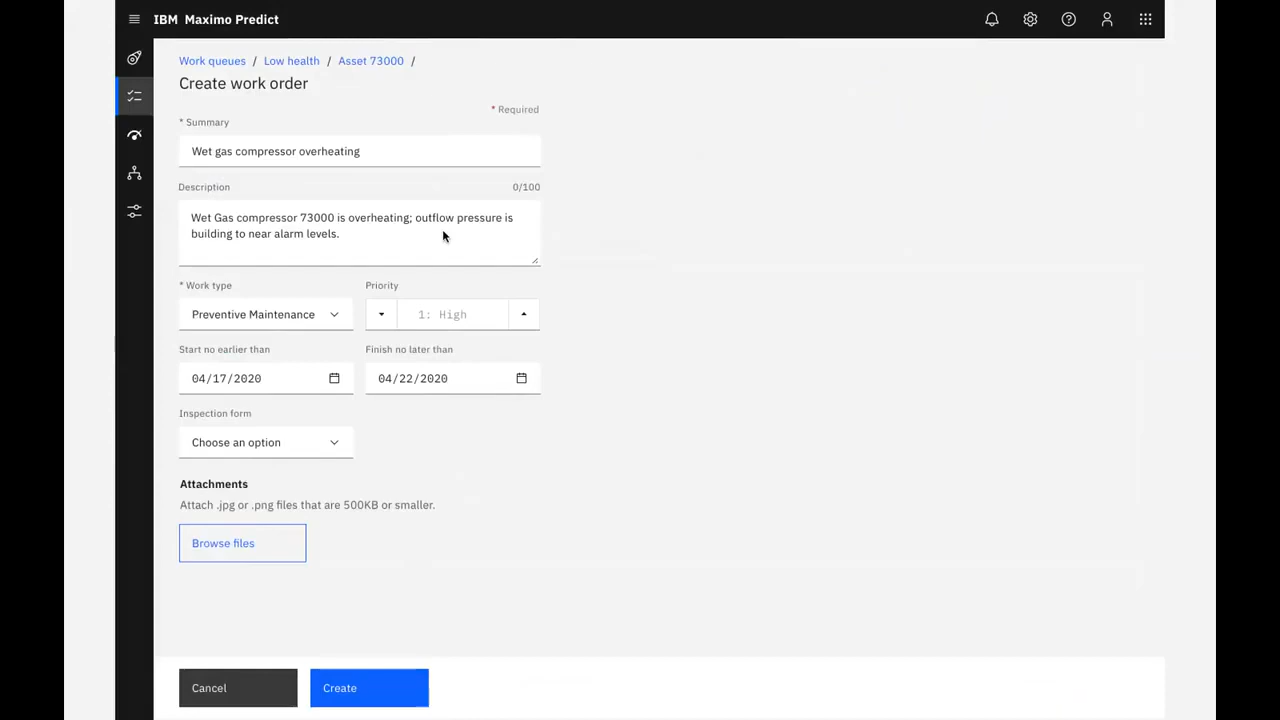 IBM Maximo Predict
Work queues / Low health / Asset 73000 /
Create work order
* Required
* Summary
Wet gas compressor overheating
Description 0/100
Wet Gas compressor 73000 is overheating; outflow pressure is
building to near alarm levels.
* Work type Priority
Preventive Maintenance 1: High
Start no earlier than Finish no later than
04/17/2020 04/22/2020
Inspection form
Choose an option
Attachments
Attach .jpg or .png files that are 500KB or smaller.
Browse files
Cancel Create